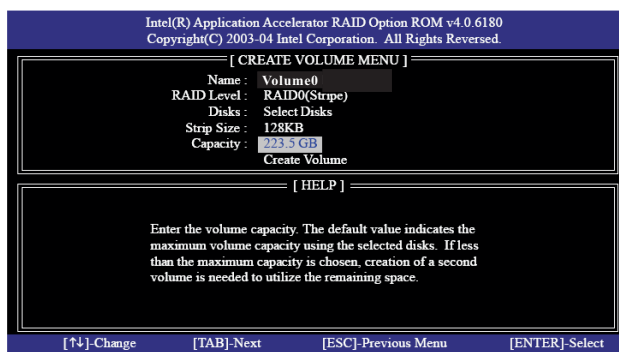 Intel(R) Application Accelerator RAID Option ROM v4.0.6180
Copyright(C) 2003-04 Intel Corporation. All Rights Reversed.
[ CREATE VOLUME MENU ]
Name : Volume0
RAID Level : RAID0(Stripe)
Disks : Select Disks
Strip Size : 128KB
Capacity : 223.5 GB
Create Volume
[ HELP ]
Enter the volume capacity. The default value indicates the
maximum volume capacity using the selected disks. If less
than the maximum capacity is chosen, creation of a second
volume is needed to utilize the remaining space.
[↑↓]-Change [TAB]-Next [ESC]-Previous Menu [ENTER]-Select